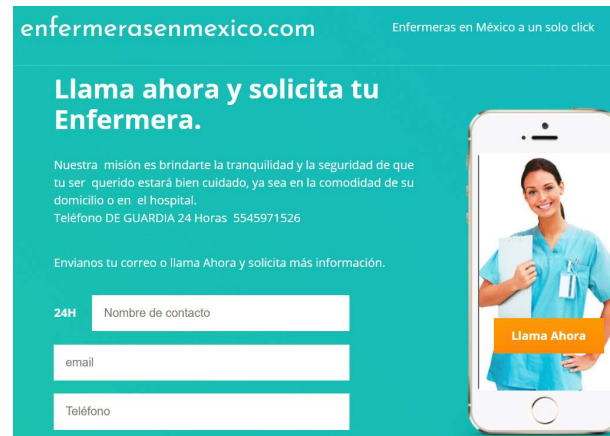 enfermerasenmexico.com
Enfermeras en México a un solo click
Llama ahora y solicita tu
Enfermera.
Nuestra misión es brindarte la tranquilidad y la seguridad de que
tu ser querido estará bien cuidado, ya sea en la comodidad de su
domicilio o en el hospital.
Teléfono DE GUARDIA 24 Horas 5545971526
Envianos tu correo o llama Ahora y solicita más información.
24H Nombre de contacto
email
Teléfono
Llama Ahora